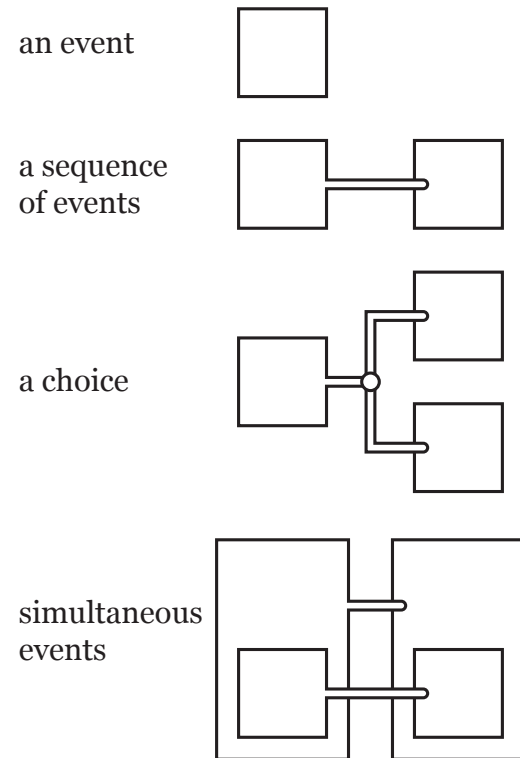 an event
a sequence
of events
a choice
simultaneous
events